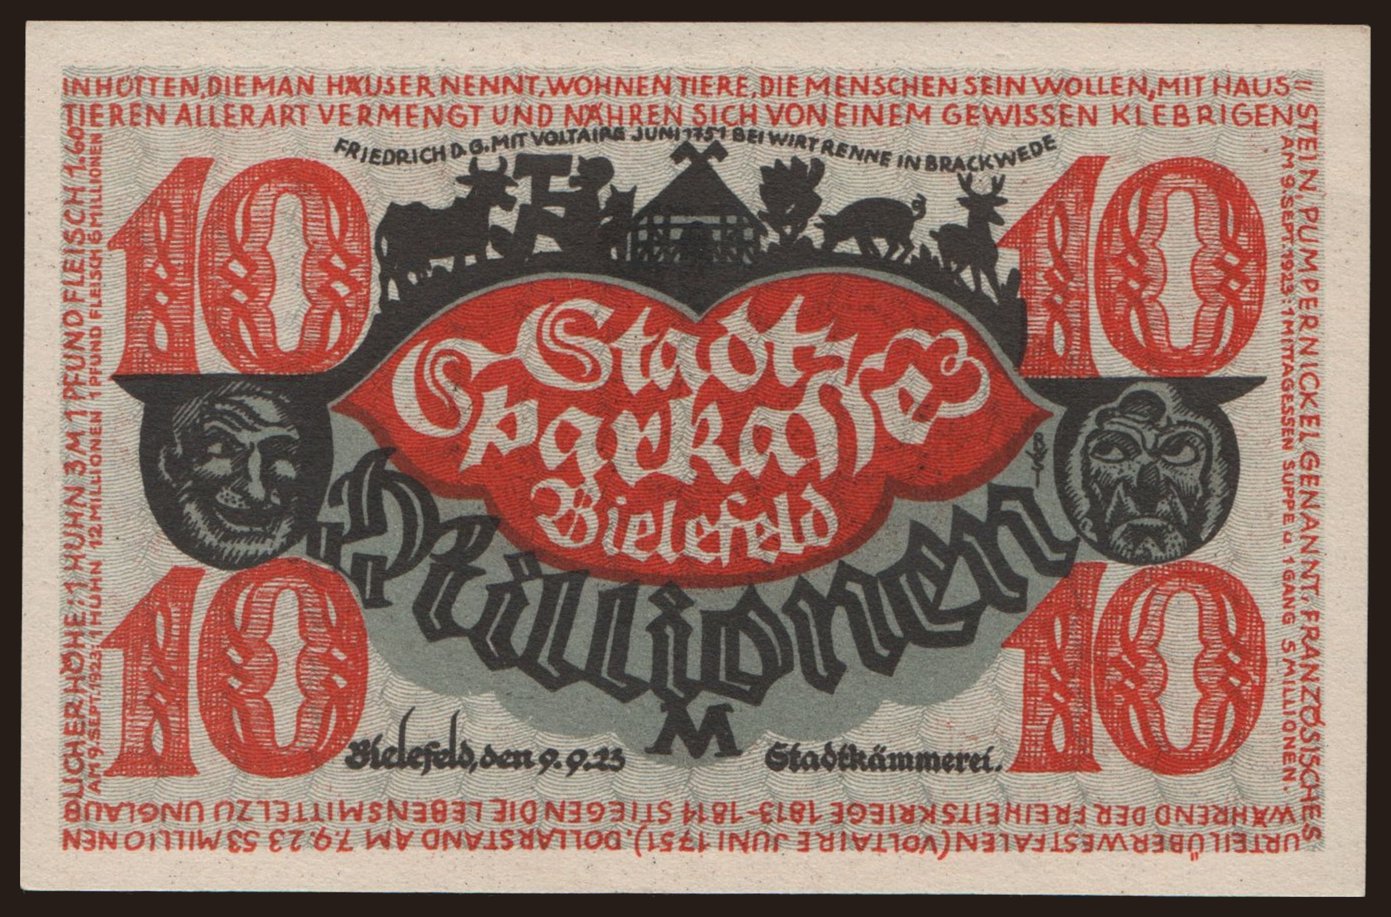 IN HÖTTEN, DIE MAN HÄUSER NENNT, WOHNEN TIERE, DIE MENSCHEN SEIN WOLLEN, MIT HAUS=
TIEREN ALLER ART VERMENGT UND NÄHREN SICH VON EINEM GEWISSEN KLEBRIGEN
STEIN, PUMPERNICKEL GENANNT. FRANZÖSISCHES
URTEIL ÜBER WESTFALEN (VOLTAIRE JUNI 1751). DOLLARSTAND AM 7.9.23 53 MILLIONEN
WÄHREND DER FREIHEITSKRIEGE 1813-1814 STIEGEN DIE LEBENSMITTEL ZU UNGLAUB
DLICHER HÖHE: 1 HUHN 3 M 1 PFUND FLEISCH 1.60
AM 9 SEPT. 1923: 1 HUHN 12 MILLIONEN 1 PFUND FLEISCH 6 MILLIONEN
AM 9. SEPT. 1923: 1 MITTAGESSEN SUPPE u. 1 GANG 5 MILLIONEN.
FRIEDRICH D. G. MIT VOLTAIRE JUNI 1751 BEI WIRT RENNE IN BRACKWEDE
10
10
Stadt-
Sparkasse
Bielefeld
Millionen
M
10
10
Bielefeld, den 9.9.23
Stadtkämmerei.